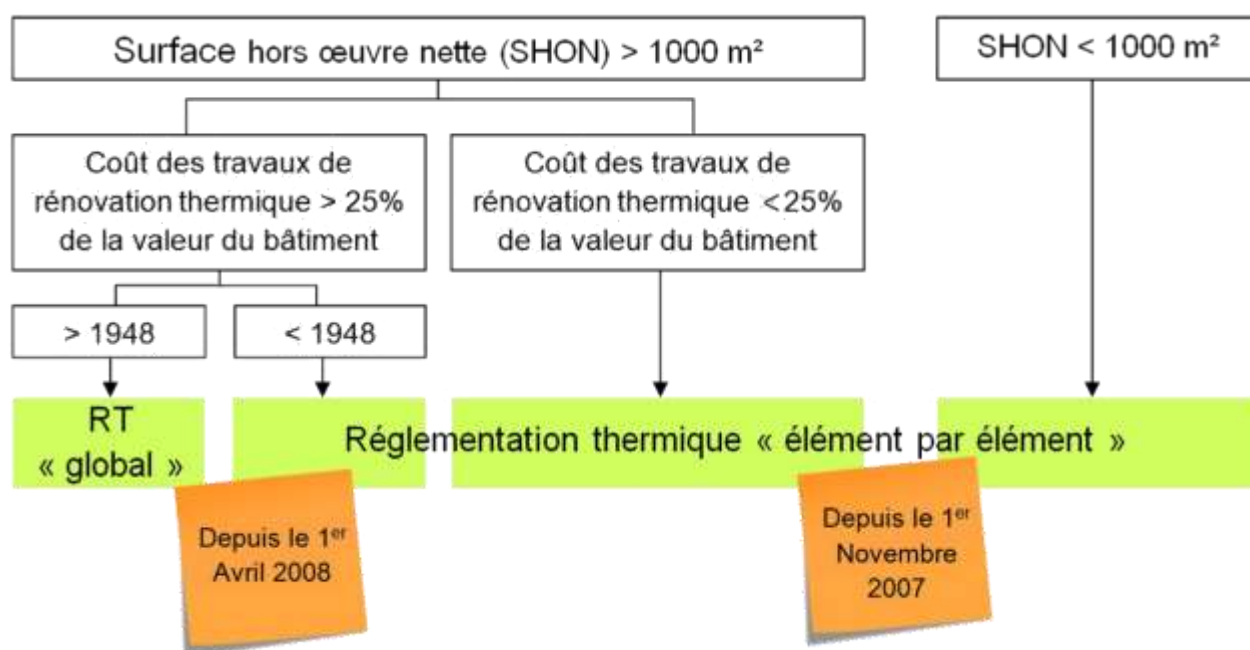 Surface hors œuvre nette (SHON) > 1000 m²
SHON < 1000 m²
Coût des travaux de
rénovation thermique > 25%
de la valeur du bâtiment
Coût des travaux de
rénovation thermique <25%
de la valeur du bâtiment
> 1948
< 1948
RT
« global »
Réglementation thermique « élément par élément »
Depuis le 1er
Avril 2008
Depuis le 1er
Novembre
2007